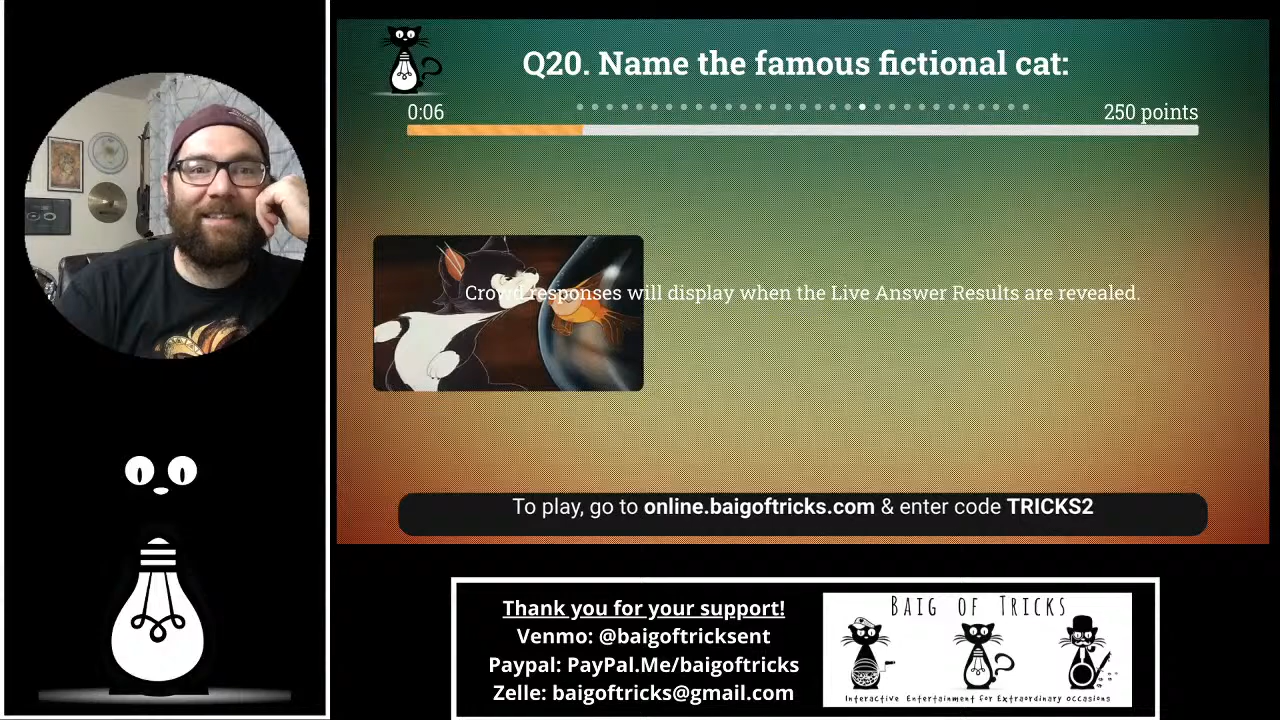 Q20. Name the famous fictional cat:
0:06
250 points
Crowd responses will display when the Live Answer Results are revealed.
To play, go to online.baigoftricks.com & enter code TRICKS2
Thank you for your support!
Venmo: @baigoftricksent
Paypal: PayPal.Me/baigoftricks
Zelle: baigoftricks@gmail.com
BAIG OF TRICKS
Interactive Entertainment for Extraordinary occasions